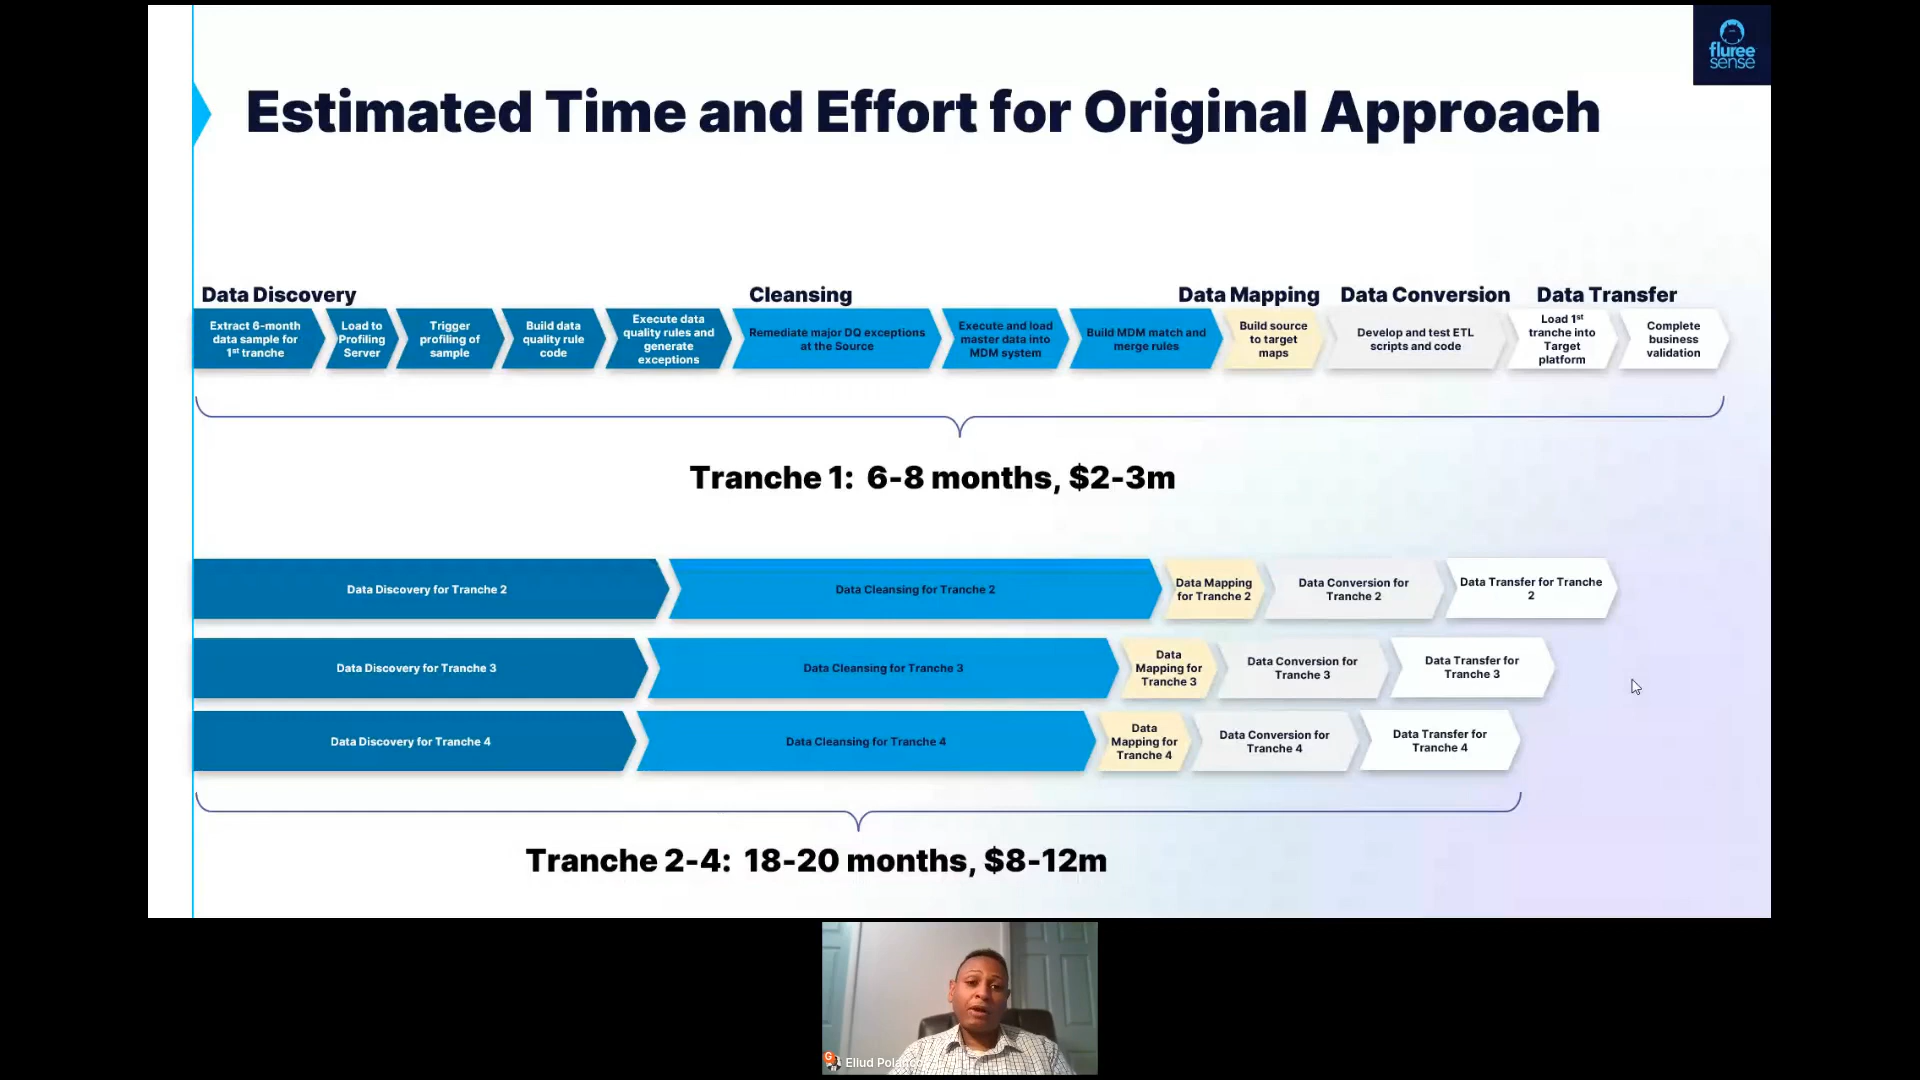 fluree
sense
Estimated Time and Effort for Original Approach
Data Discovery
Cleansing
Data Mapping
Data Conversion
Data Transfer
Extract 6-month
data sample for
1st tranche
Load to
Profiling
Server
Trigger
profiling of
sample
Build data
quality rule
code
Execute data
quality rules and
generate
exceptions
Remediate major DQ exceptions
at the Source
Execute and load
master data into
MDM system
Build MDM match and
merge rules
Build source
to target
maps
Develop and test ETL
scripts and code
Load 1st
tranche into
Target
platform
Complete
business
validation
Tranche 1: 6-8 months, $2-3m
Data Discovery for Tranche 2
Data Cleansing for Tranche 2
Data Mapping
for Tranche 2
Data Conversion for
Tranche 2
Data Transfer for Tranche
2
Data Discovery for Tranche 3
Data Cleansing for Tranche 3
Data
Mapping for
Tranche 3
Data Conversion for
Tranche 3
Data Transfer for
Tranche 3
Data Discovery for Tranche 4
Data Cleansing for Tranche 4
Data
Mapping for
Tranche 4
Data Conversion for
Tranche 4
Data Transfer for
Tranche 4
Tranche 2-4: 18-20 months, $8-12m
G
Eliud